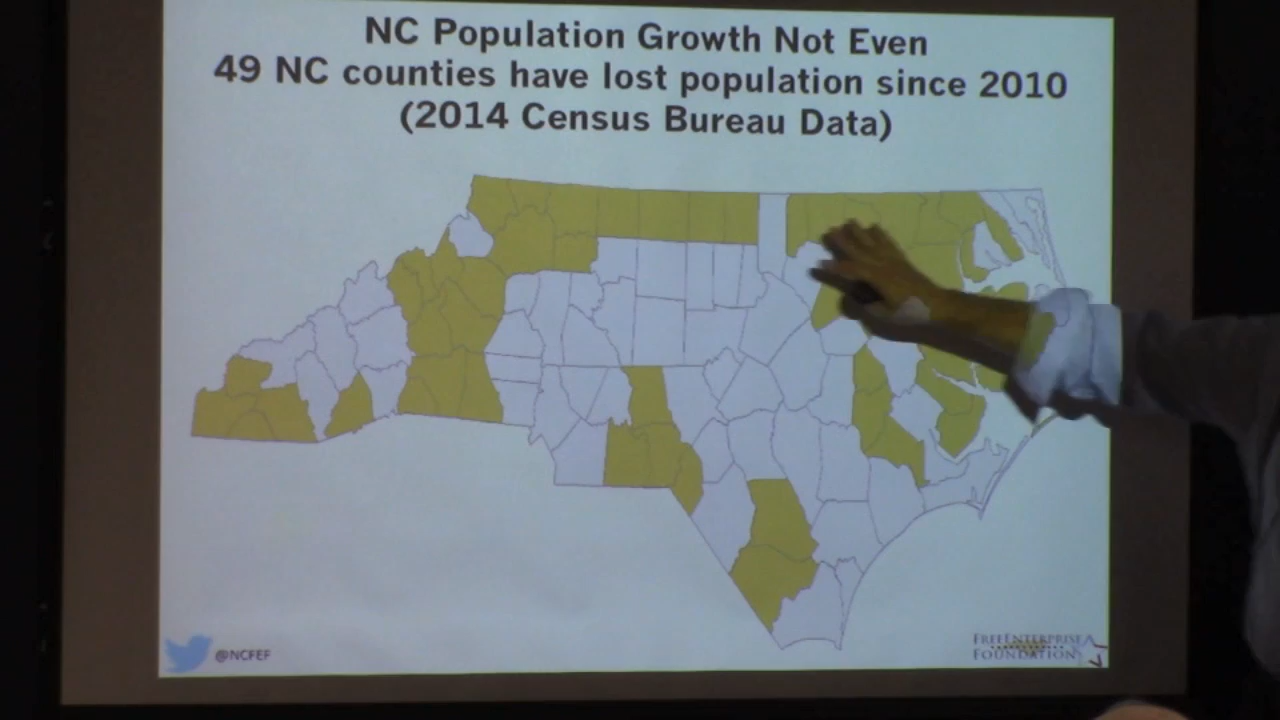 NC Population Growth Not Even
49 NC counties have lost population since 2010
(2014 Census Bureau Data)
@NCFEF
FREEENTERPRISE
FOUNDATION